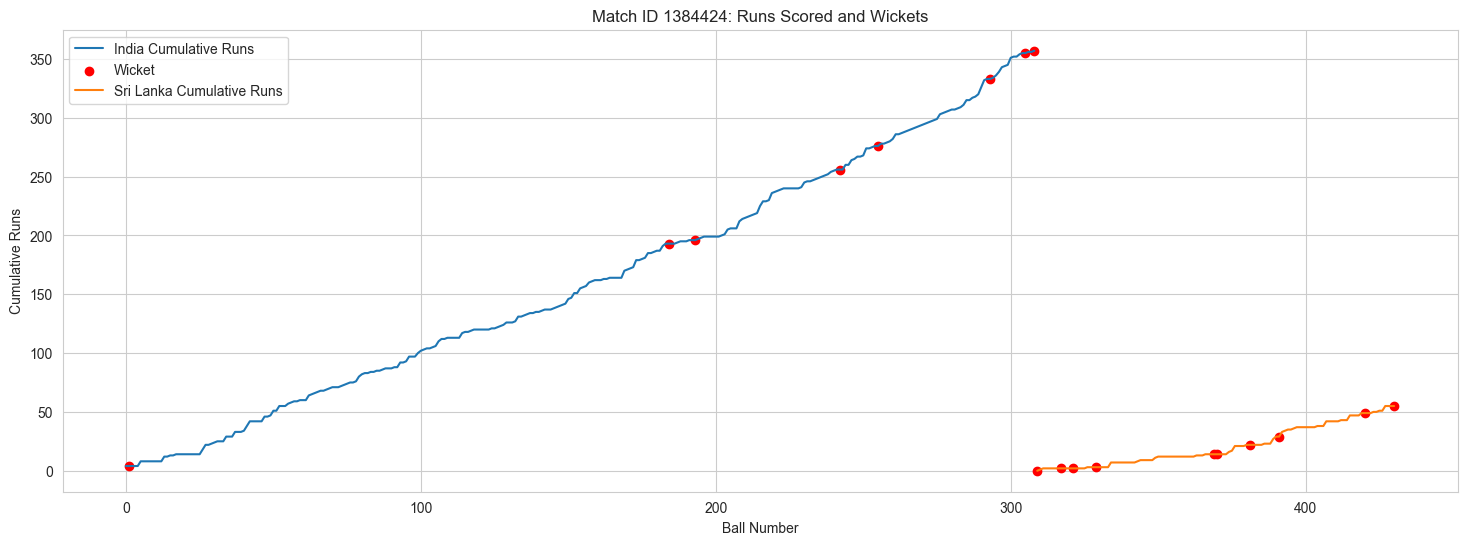 Match ID 1384424: Runs Scored and Wickets
India Cumulative Runs
Wicket
Sri Lanka Cumulative Runs
Cumulative Runs
350
300
250
200
150
100
50
0
0 100 200 300 400
Ball Number